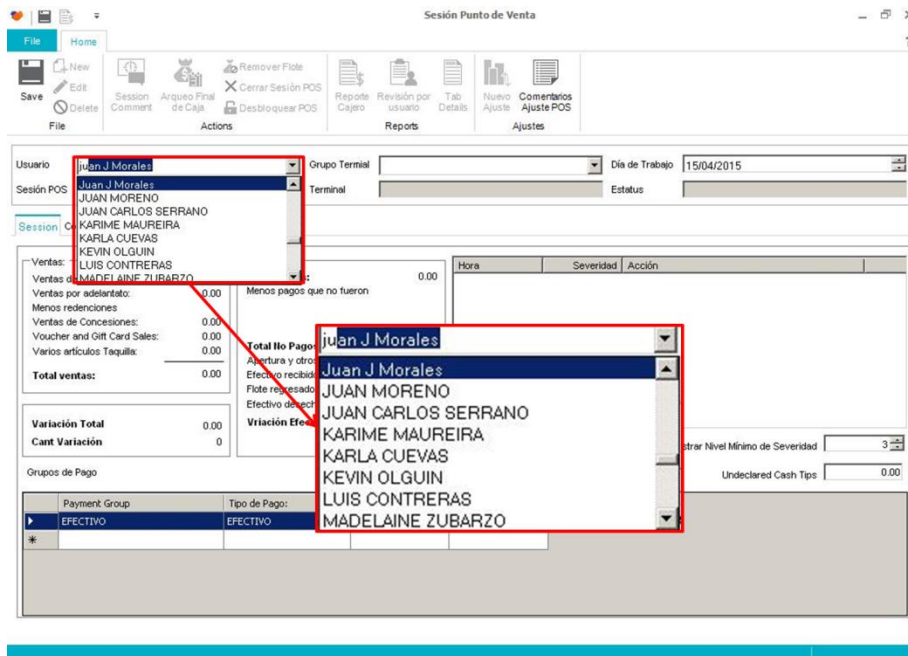 Sesión Punto de Venta
File Home
Save New Edit Delete
Session Comment Arqueo Final de Caja
Remover Flote
Cerrar Sesión POS
Desbloquear POS
Reporte Cajero Revisión por usuario Tab Details
Nuevo Ajuste Comentarios Ajuste POS
File Actions Reports Ajustes
Usuario juan J Morales Grupo Termial Día de Trabajo 15/04/2015
Sesión POS Terminal Estatus
Juan J Morales
JUAN MORENO
JUAN CARLOS SERRANO
KARIME MAUREIRA
KARLA CUEVAS
KEVIN OLGUIN
LUIS CONTRERAS
MADELAINE ZUBARZO
Session
Ventas:
Ventas por adelantato: 0.00
Menos redenciones
Ventas de Concesiones: 0.00
Voucher and Gift Card Sales: 0.00
Varios artículos Taquilla: 0.00
Total ventas: 0.00
Variación Total 0.00
Cant Variación 0
0.00
Menos pagos que no fueron
Total No Pagos
Apertura y otros
Efectivo recibido
Flote regresado
Hora Severidad Acción
juan J Morales
Juan J Morales
JUAN MORENO
JUAN CARLOS SERRANO
KARIME MAUREIRA
KARLA CUEVAS
KEVIN OLGUIN
LUIS CONTRERAS
MADELAINE ZUBARZO
Nivel Mínimo de Severidad 3
Undeclared Cash Tips 0.00
Grupos de Pago
Payment Group Tipo de Pago:
EFECTIVO EFECTIVO